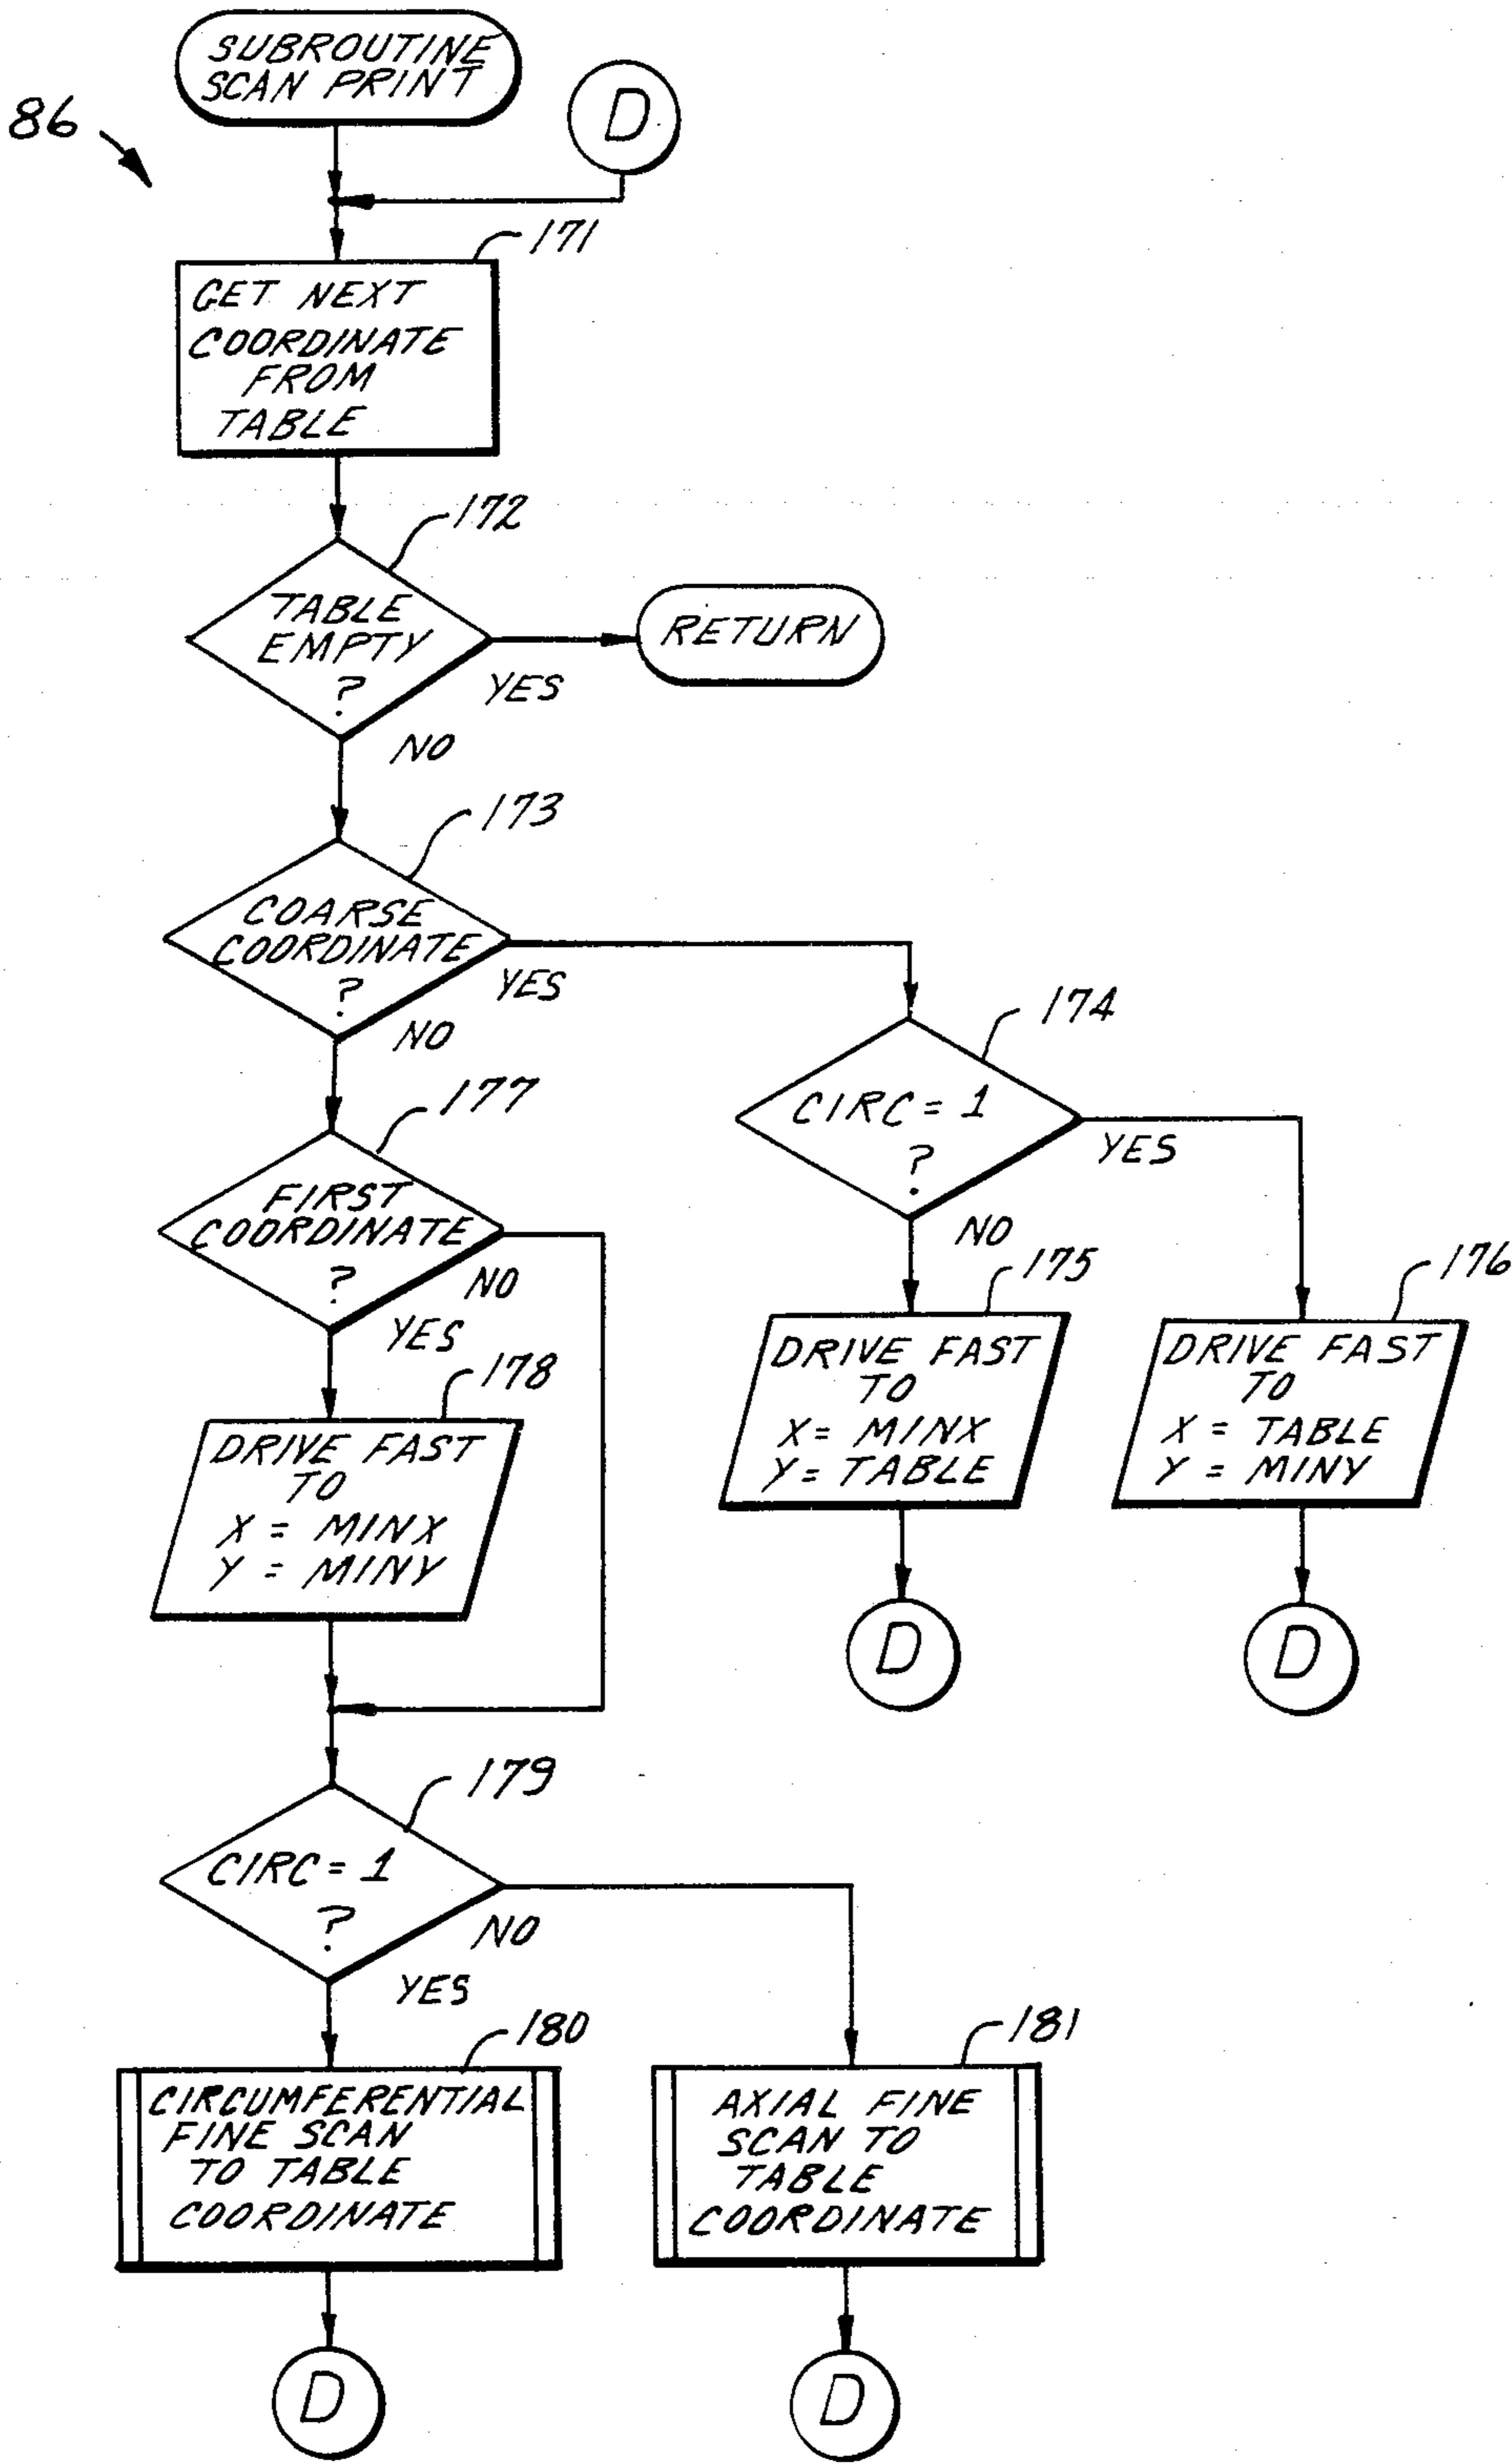 SUBROUTINE
SCAN PRINT
D
86
171
GET NEXT
COORDINATE
FROM
TABLE
172
TABLE
EMPTY
?
YES
RETURN
NO
173
COARSE
COORDINATE
?
YES
NO
174
CIRC = 1
?
YES
NO
177
FIRST
COORDINATE
?
NO
YES
175
DRIVE FAST
TO
X = MINX
Y = TABLE
D
176
DRIVE FAST
TO
X = TABLE
Y = MINY
D
178
DRIVE FAST
TO
X = MINX
Y = MINY
179
CIRC = 1
?
NO
YES
180
CIRCUMFERENTIAL
FINE SCAN
TO TABLE
COORDINATE
D
181
AXIAL FINE
SCAN TO
TABLE
COORDINATE
D